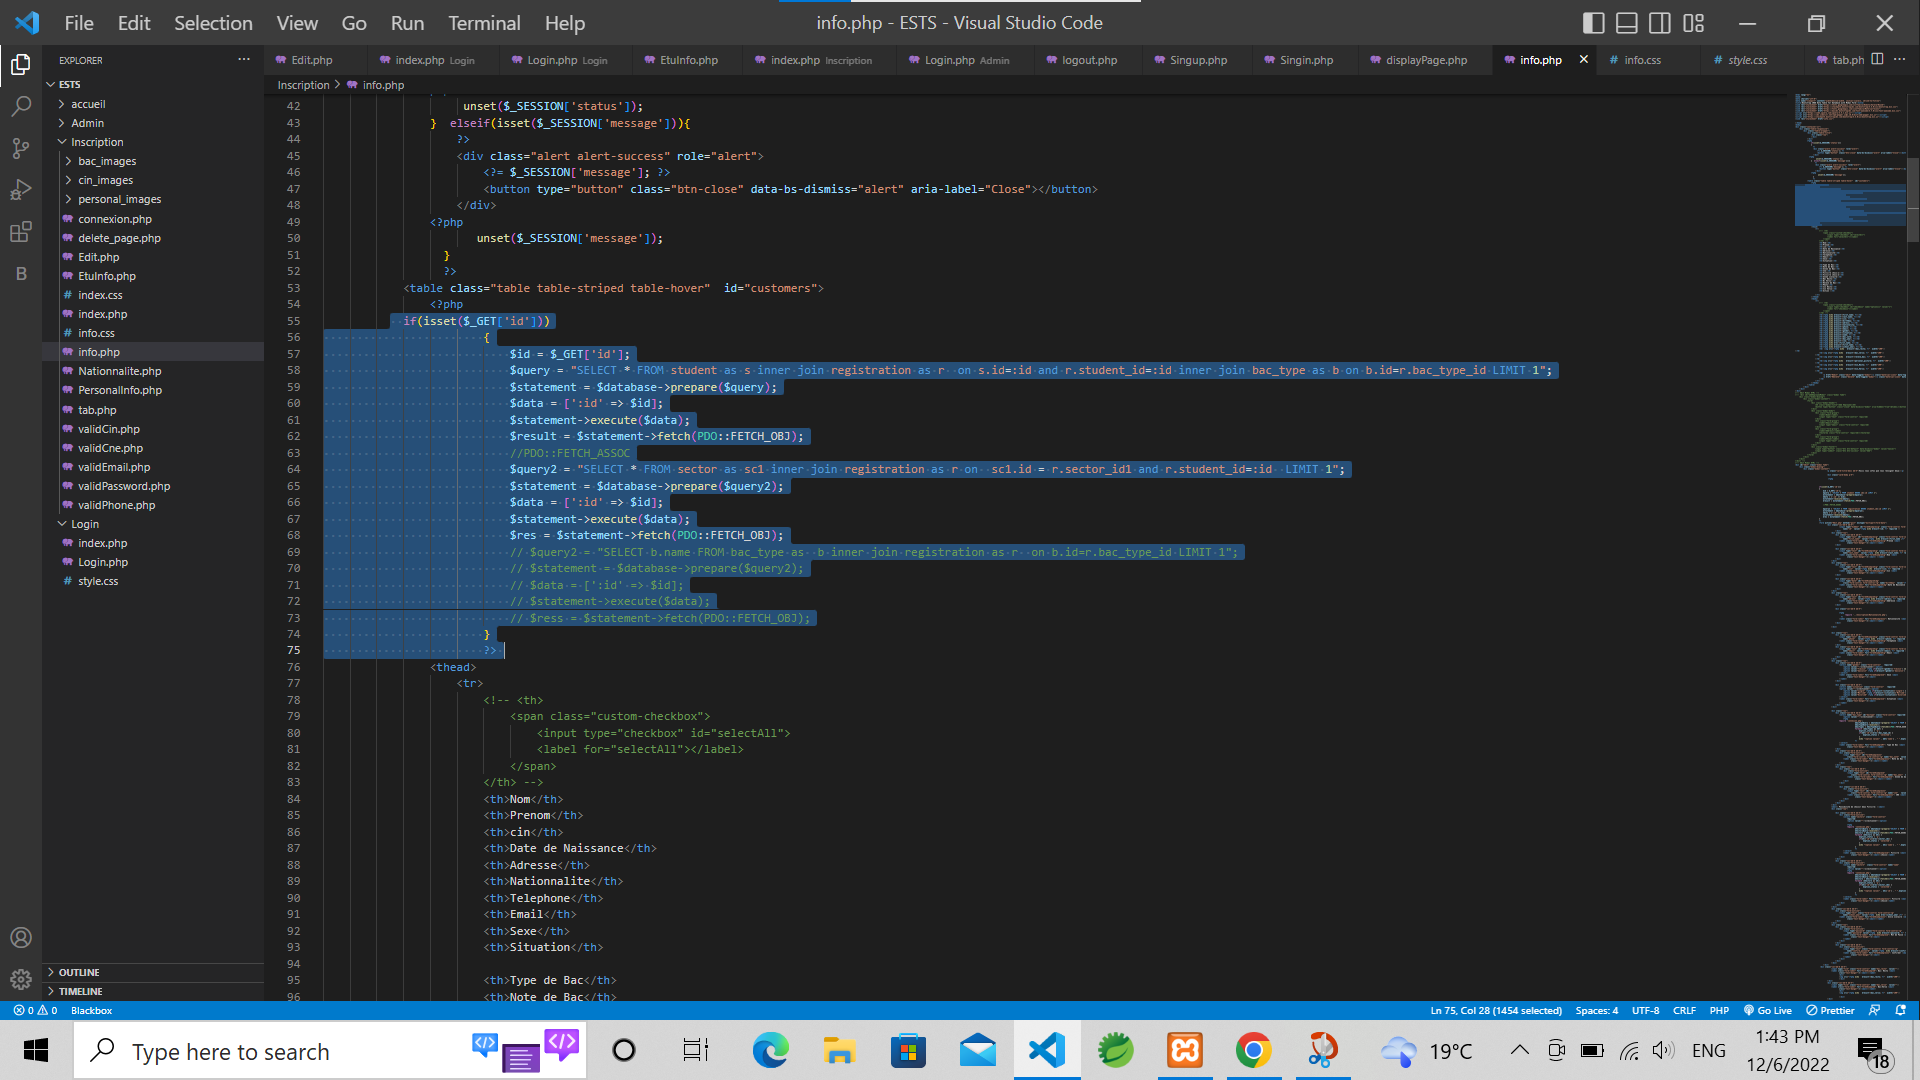 File Edit Selection View Go Run Terminal Help
info.php - ESTS - Visual Studio Code
EXPLORER
Edit.php
index.php Login
Login.php Login
EtuInfo.php
index.php Inscription
Login.php Admin
logout.php
Singup.php
Singin.php
displayPage.php
info.php
info.css
style.css
tab.ph
Inscription > info.php
ESTS
accueil
Admin
Inscription
bac_images
cin_images
personal_images
connexion.php
delete_page.php
Edit.php
EtuInfo.php
index.css
index.php
info.css
info.php
Nationnalite.php
PersonalInfo.php
tab.php
validCin.php
validCne.php
validEmail.php
validPassword.php
validPhone.php
Login
index.php
Login.php
style.css
OUTLINE
TIMELINE
42 unset($_SESSION['status']);
43 } elseif(isset($_SESSION['message'])){
44 ?>
45 <div class="alert alert-success" role="alert">
46 <?= $_SESSION['message']; ?>
47 <button type="button" class="btn-close" data-bs-dismiss="alert" aria-label="Close"></button>
48 </div>
49 <?php
50 unset($_SESSION['message']);
51 }
52 ?>
53 <table class="table table-striped table-hover"  id="customers">
54 <?php
55 if(isset($_GET['id']))
56 {
57 $id = $_GET['id'];
58 $query = "SELECT * FROM student as s inner join registration as r  on s.id=:id and r.student_id=:id inner join bac_type as b on b.id=r.bac_type_id LIMIT 1";
59 $statement = $database->prepare($query);
60 $data = [':id' => $id];
61 $statement->execute($data);
62 $result = $statement->fetch(PDO::FETCH_OBJ);
63 //PDO::FETCH_ASSOC
64 $query2 = "SELECT * FROM sector as sc1 inner join registration as r on  sc1.id = r.sector_id1 and r.student_id=:id  LIMIT 1";
65 $statement = $database->prepare($query2);
66 $data = [':id' => $id];
67 $statement->execute($data);
68 $res = $statement->fetch(PDO::FETCH_OBJ);
69 // $query2 = "SELECT b.name FROM bac_type as  b inner join registration as r  on b.id=r.bac_type_id LIMIT 1";
70 // $statement = $database->prepare($query2);
71 // $data = [':id' => $id];
72 // $statement->execute($data);
73 // $ress = $statement->fetch(PDO::FETCH_OBJ);
74 }
75 ?>
76 <thead>
77 <tr>
78 <!-- <th>
79 <span class="custom-checkbox">
80 <input type="checkbox" id="selectAll">
81 <label for="selectAll"></label>
82 </span>
83 </th> -->
84 <th>Nom</th>
85 <th>Prenom</th>
86 <th>cin</th>
87 <th>Date de Naissance</th>
88 <th>Adresse</th>
89 <th>Nationnalite</th>
90 <th>Telephone</th>
91 <th>Email</th>
92 <th>Sexe</th>
93 <th>Situation</th>
94
95 <th>Type de Bac</th>
96 <th>Note de Bac</th>
0 0 Blackbox
Ln 75, Col 28 (1454 selected) Spaces: 4 UTF-8 CRLF PHP Go Live Prettier
Type here to search
19°C
ENG
1:43 PM
12/6/2022
18